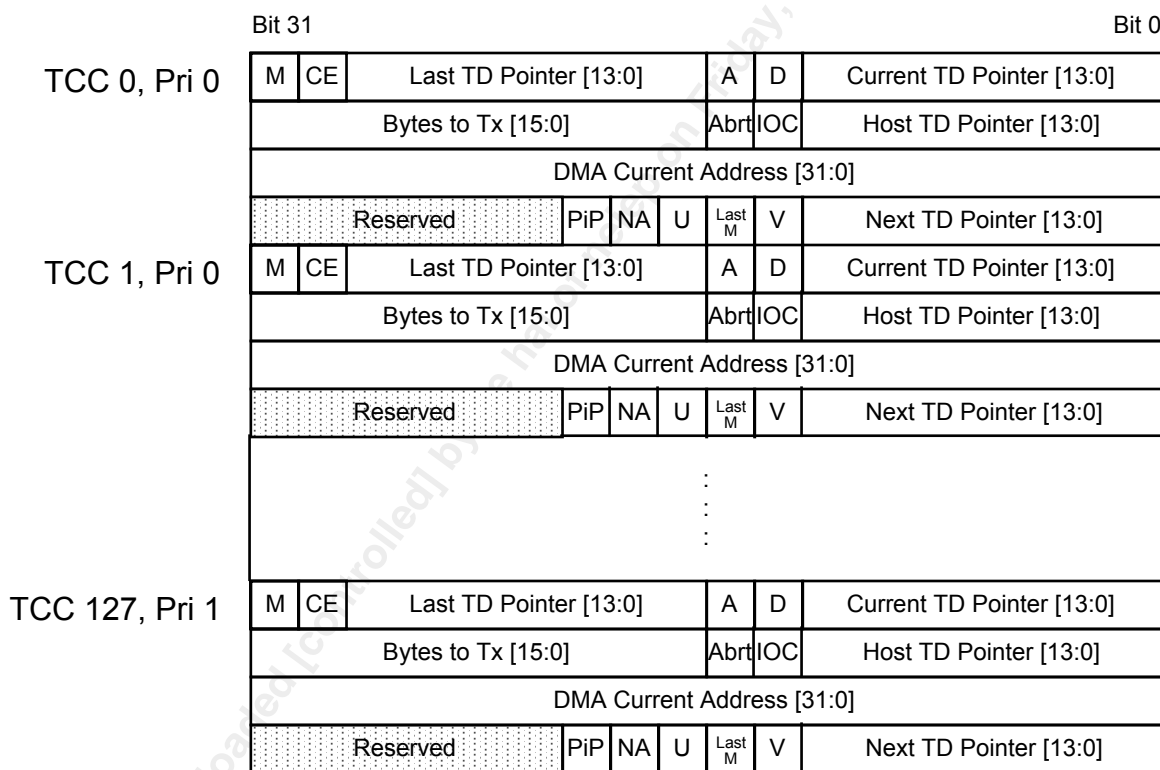 Bit 31 Bit 0
TCC 0, Pri 0 M CE Last TD Pointer [13:0] A D Current TD Pointer [13:0]
Bytes to Tx [15:0] Abrt IOC Host TD Pointer [13:0]
DMA Current Address [31:0]
Reserved PiP NA U Last M V Next TD Pointer [13:0]
TCC 1, Pri 0 M CE Last TD Pointer [13:0] A D Current TD Pointer [13:0]
Bytes to Tx [15:0] Abrt IOC Host TD Pointer [13:0]
DMA Current Address [31:0]
Reserved PiP NA U Last M V Next TD Pointer [13:0]
: : :
TCC 127, Pri 1 M CE Last TD Pointer [13:0] A D Current TD Pointer [13:0]
Bytes to Tx [15:0] Abrt IOC Host TD Pointer [13:0]
DMA Current Address [31:0]
Reserved PiP NA U Last M V Next TD Pointer [13:0]
[controlled] on Friday,